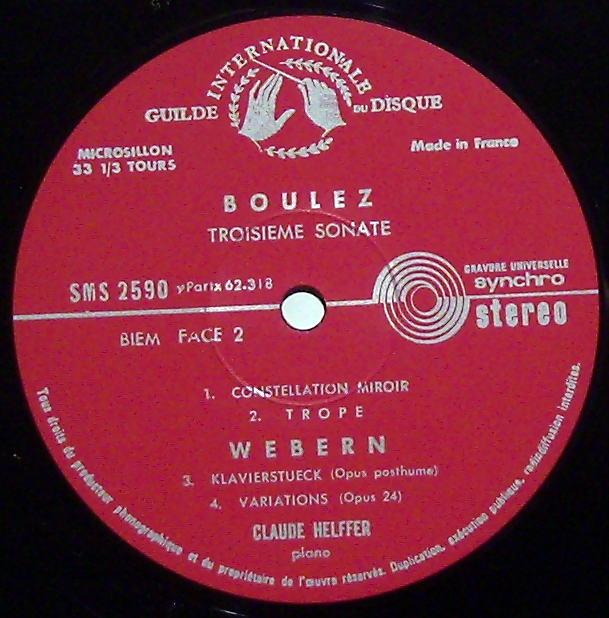 GUILDE INTERNATIONALE DU DISQUE
MICROSILLON
33 1/3 TOURS
Made in France
BOULEZ
TROISIEME SONATE
SMS 2590 yParix 62.318
GRAVURE UNIVERSELLE
synchro
stereo
BIEM FACE 2
1. CONSTELLATION MIROIR
2. TROPE
WEBERN
3. KLAVIERSTUECK (Opus posthume)
4. VARIATIONS (Opus 24)
CLAUDE HELFFER
piano
Tous droits du producteur phonographique et du propriétaire de l'œuvre réservés. Duplication, exécution publique, radiodiffusion interdites.